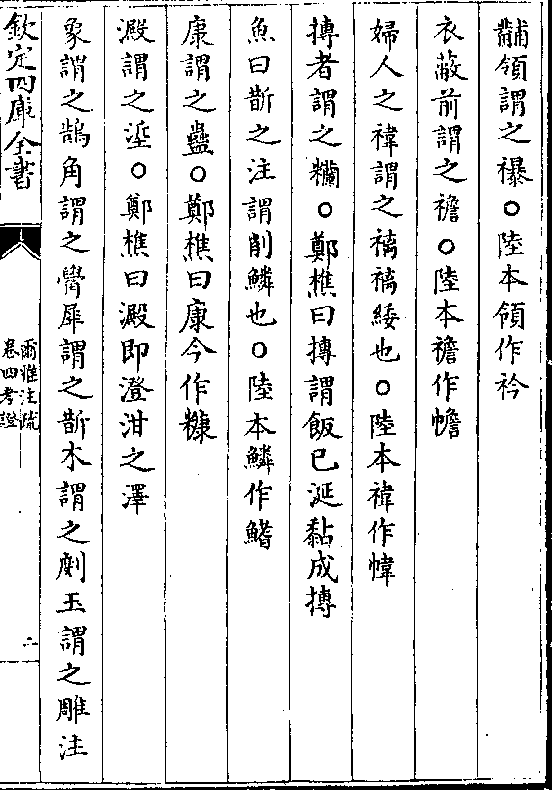 黼領謂之襮○陸本領作衿
衣蔽前謂之襜○陸本襜作幨
婦人之褘謂之褵褵緌也○陸本褘作幃
摶者謂之糷○鄭樵曰摶謂飯已涎黏成摶
魚曰斮之注謂削鱗也○陸本鱗作鰭
康謂之蠱○鄭樵曰康今作糠
澱謂之垽○鄭樵曰澱即澄泔之澤
象謂之鵠角謂之觷犀謂之斮木謂之劇玉謂之雕注
欽定四庫全書
爾雅注疏
卷四考證
二